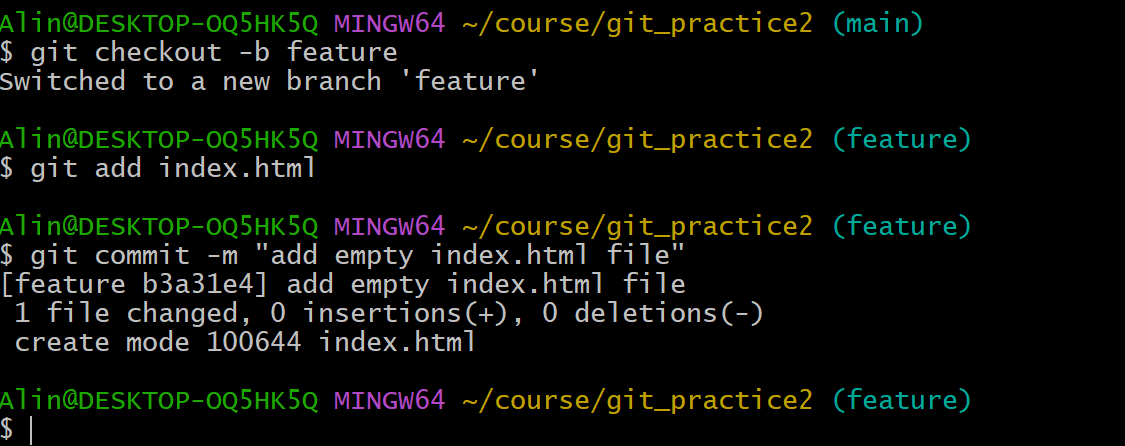 Alin@DESKTOP-OQ5HK5Q MINGW64 ~/course/git_practice2 (main)
$ git checkout -b feature
Switched to a new branch 'feature'
Alin@DESKTOP-OQ5HK5Q MINGW64 ~/course/git_practice2 (feature)
$ git add index.html
Alin@DESKTOP-OQ5HK5Q MINGW64 ~/course/git_practice2 (feature)
$ git commit -m "add empty index.html file"
[feature b3a31e4] add empty index.html file
 1 file changed, 0 insertions(+), 0 deletions(-)
 create mode 100644 index.html
Alin@DESKTOP-OQ5HK5Q MINGW64 ~/course/git_practice2 (feature)
$